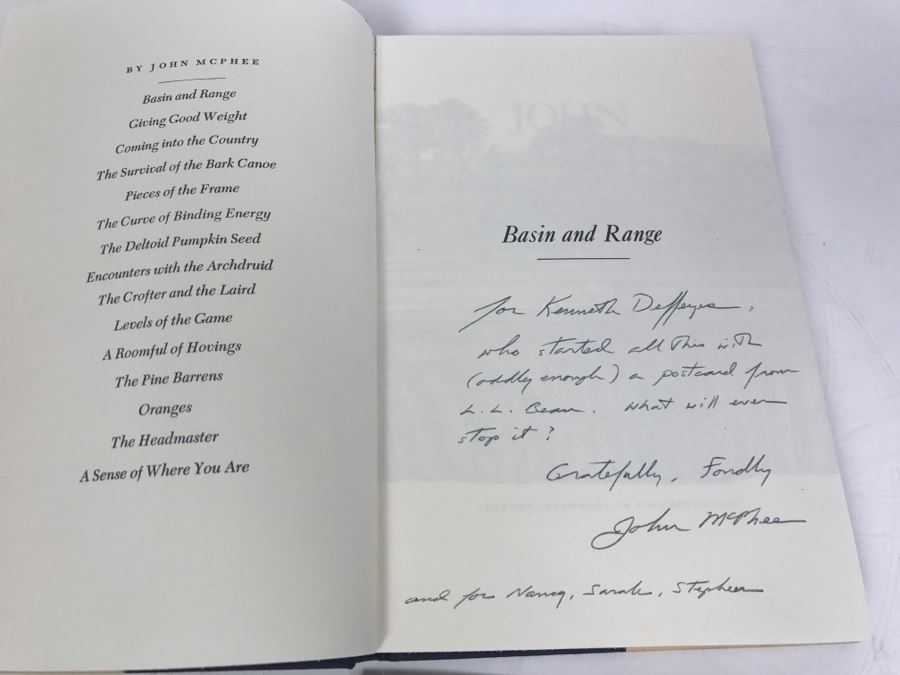 BY JOHN MCPHEE
Basin and Range
Giving Good Weight
Coming into the Country
The Survival of the Bark Canoe
Pieces of the Frame
The Curve of Binding Energy
The Deltoid Pumpkin Seed
Encounters with the Archdruid
The Crofter and the Laird
Levels of the Game
A Roomful of Hovings
The Pine Barrens
Oranges
The Headmaster
A Sense of Where You Are
JOHN
Basin and Range
for Kenneth Deffeyes,
who started all this with
(oddly enough) a postcard from
L. L. Bean. What will ever
stop it?
Gratefully, Fondly
John McPhee
and for Nancy, Sarah, Stephen